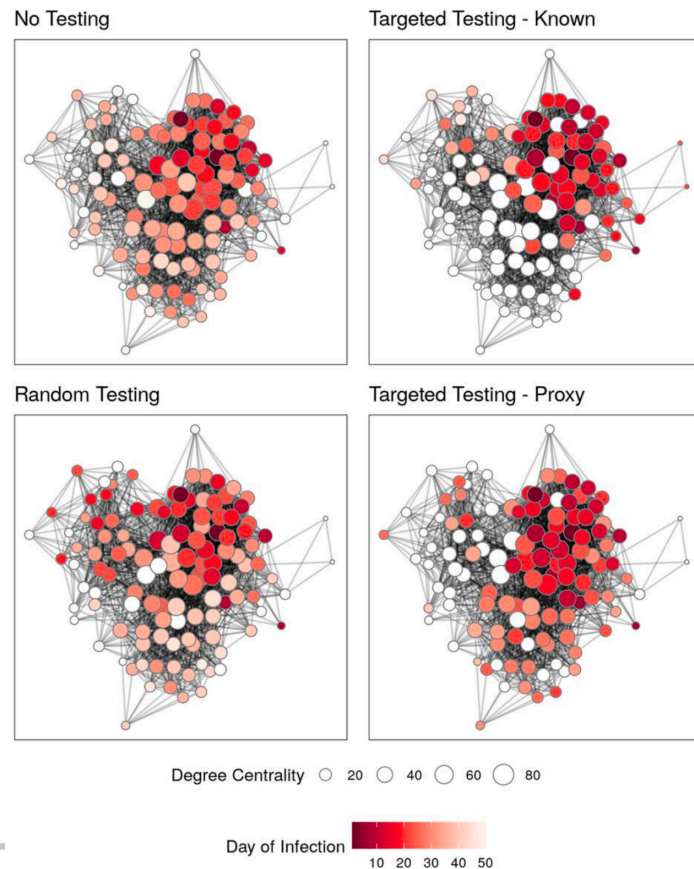 No Testing
Targeted Testing - Known
Random Testing
Targeted Testing - Proxy
Degree Centrality 20 40 60 80
Day of Infection
10 20 30 40 50